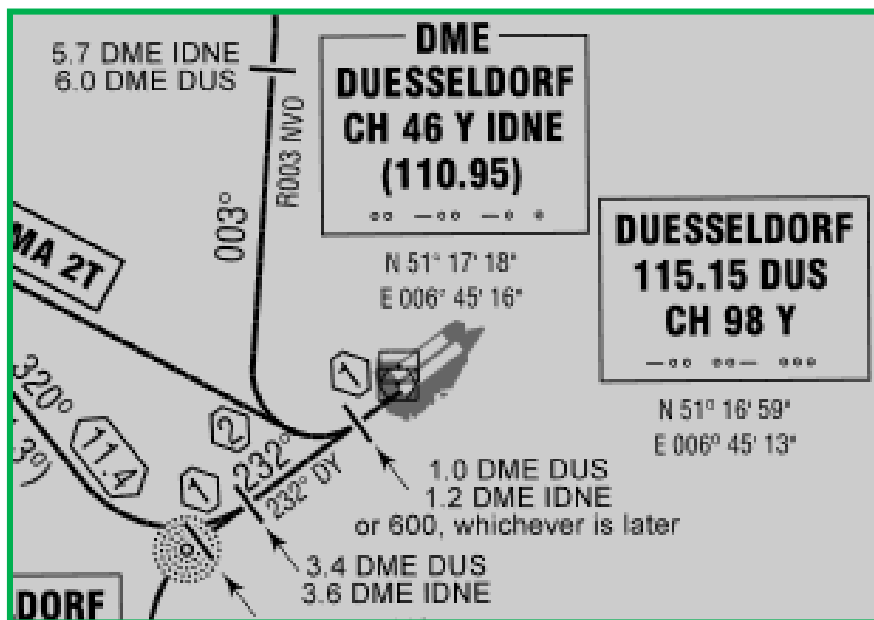 5.7 DME IDNE
6.0 DME DUS
DME
DUESSELDORF
CH 46 Y IDNE
(110.95)
N 51° 17' 18"
E 006° 45' 16"
R003 NVO
003°
MA 2T
DUESSELDORF
115.15 DUS
CH 98 Y
N 51° 16' 59"
E 006° 45' 13"
320°
3°)
11.4
1
2
1
232°
232° DY
1.0 DME DUS
1.2 DME IDNE
or 600, whichever is later
3.4 DME DUS
3.6 DME IDNE
DORF